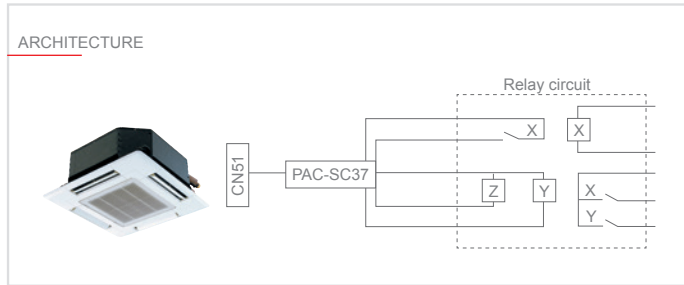 ARCHITECTURE
Relay circuit
X
X
CN51
PAC-SC37
Z
Y
X
Y